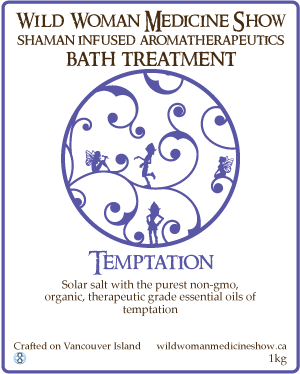 Wild Woman Medicine Show
Shaman Infused Aromatherapeutics
Bath Treatment
Temptation
Solar salt with the purest non-gmo,
organic, therapeutic grade essential oils of
temptation
Crafted on Vancouver Island wildwomanmedicineshow.ca
1kg